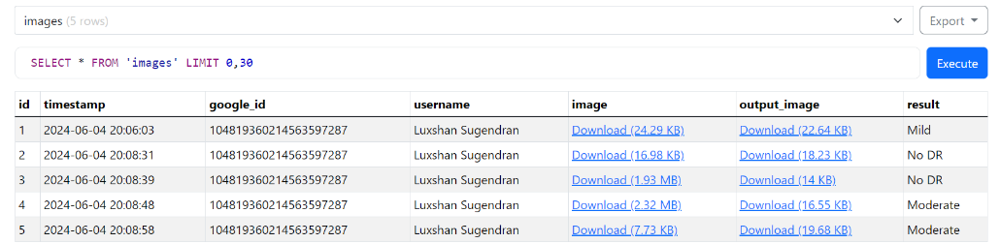 images (5 rows) Export
SELECT * FROM 'images' LIMIT 0,30 Execute
id timestamp google_id username image output_image result
1 2024-06-04 20:06:03 104819360214563597287 Luxshan Sugendran Download (24.29 KB) Download (22.64 KB) Mild
2 2024-06-04 20:08:31 104819360214563597287 Luxshan Sugendran Download (16.98 KB) Download (18.23 KB) No DR
3 2024-06-04 20:08:39 104819360214563597287 Luxshan Sugendran Download (1.93 MB) Download (14 KB) No DR
4 2024-06-04 20:08:48 104819360214563597287 Luxshan Sugendran Download (2.32 MB) Download (16.55 KB) Moderate
5 2024-06-04 20:08:58 104819360214563597287 Luxshan Sugendran Download (7.73 KB) Download (19.68 KB) Moderate